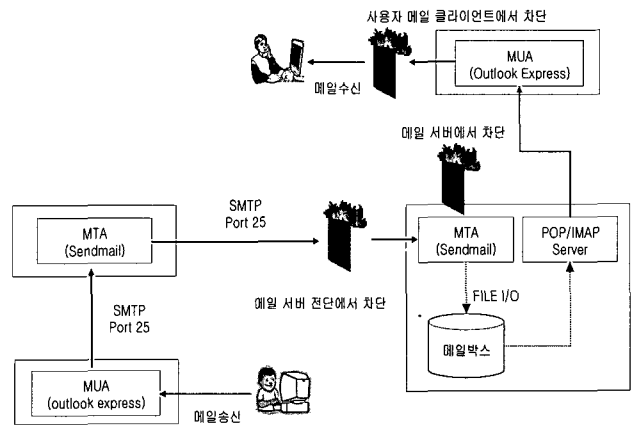 사용자 메일 클라이언트에서 차단
MUA
(Outlook Express)
메일수신
메일 서버에서 차단
SMTP
Port 25
MTA
(Sendmail)
MTA
(Sendmail)
POP/IMAP
Server
FILE I/O
메일 서버 전단에서 차단
SMTP
Port 25
메일박스
MUA
(outlook express)
메일송신